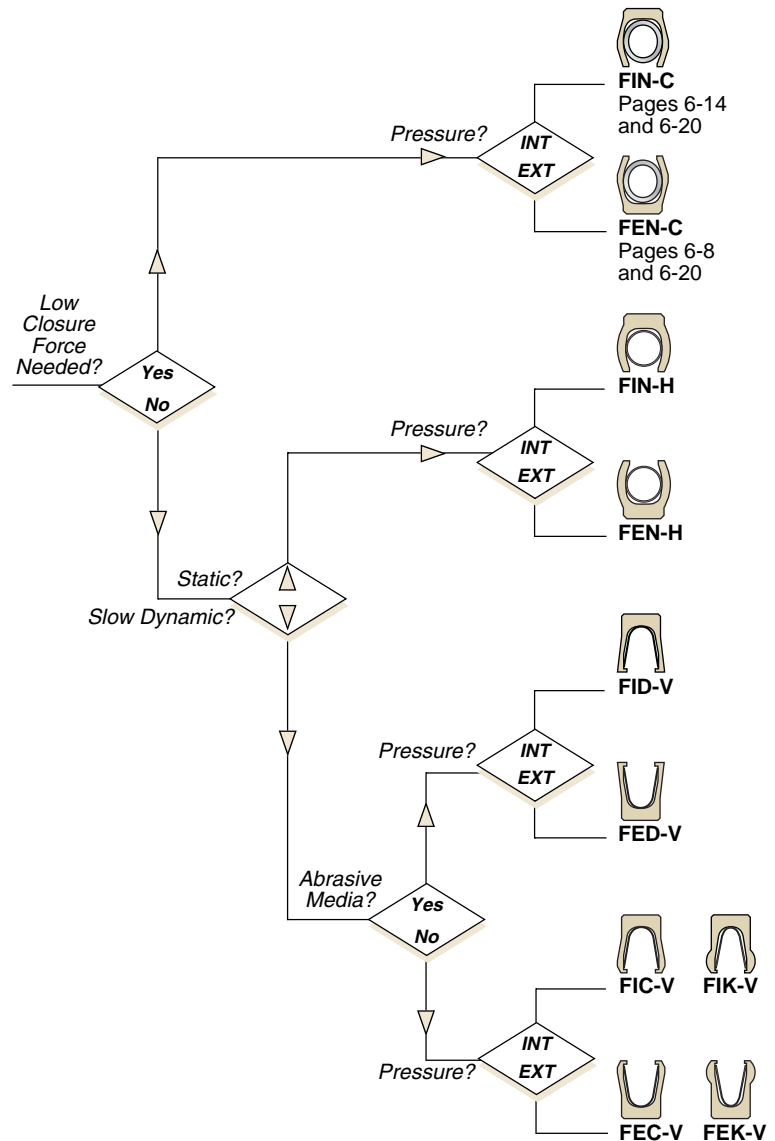 FIN-C
Pages 6-14
and 6-20
Pressure?
INT
EXT
FEN-C
Pages 6-8
and 6-20
Low
Closure
Force
Needed?
Yes
No
FIN-H
Pressure?
INT
EXT
FEN-H
Static?
Slow Dynamic?
FID-V
Pressure?
INT
EXT
FED-V
Abrasive
Media?
Yes
No
FIC-V FIK-V
INT
EXT
Pressure?
FEC-V FEK-V